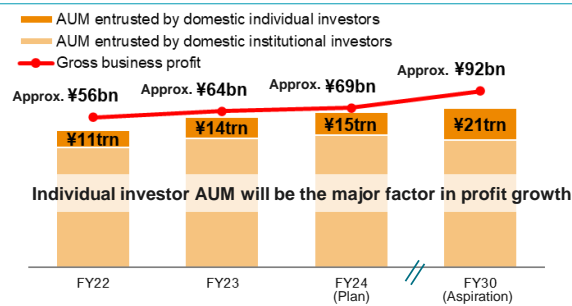 AUM entrusted by domestic individual investors
AUM entrusted by domestic institutional investors
Gross business profit
Approx. ¥56bn
Approx. ¥64bn
Approx. ¥69bn
Approx. ¥92bn
¥11trn
¥14trn
¥15trn
¥21trn
Individual investor AUM will be the major factor in profit growth
FY22
FY23
FY24
(Plan)
FY30
(Aspiration)